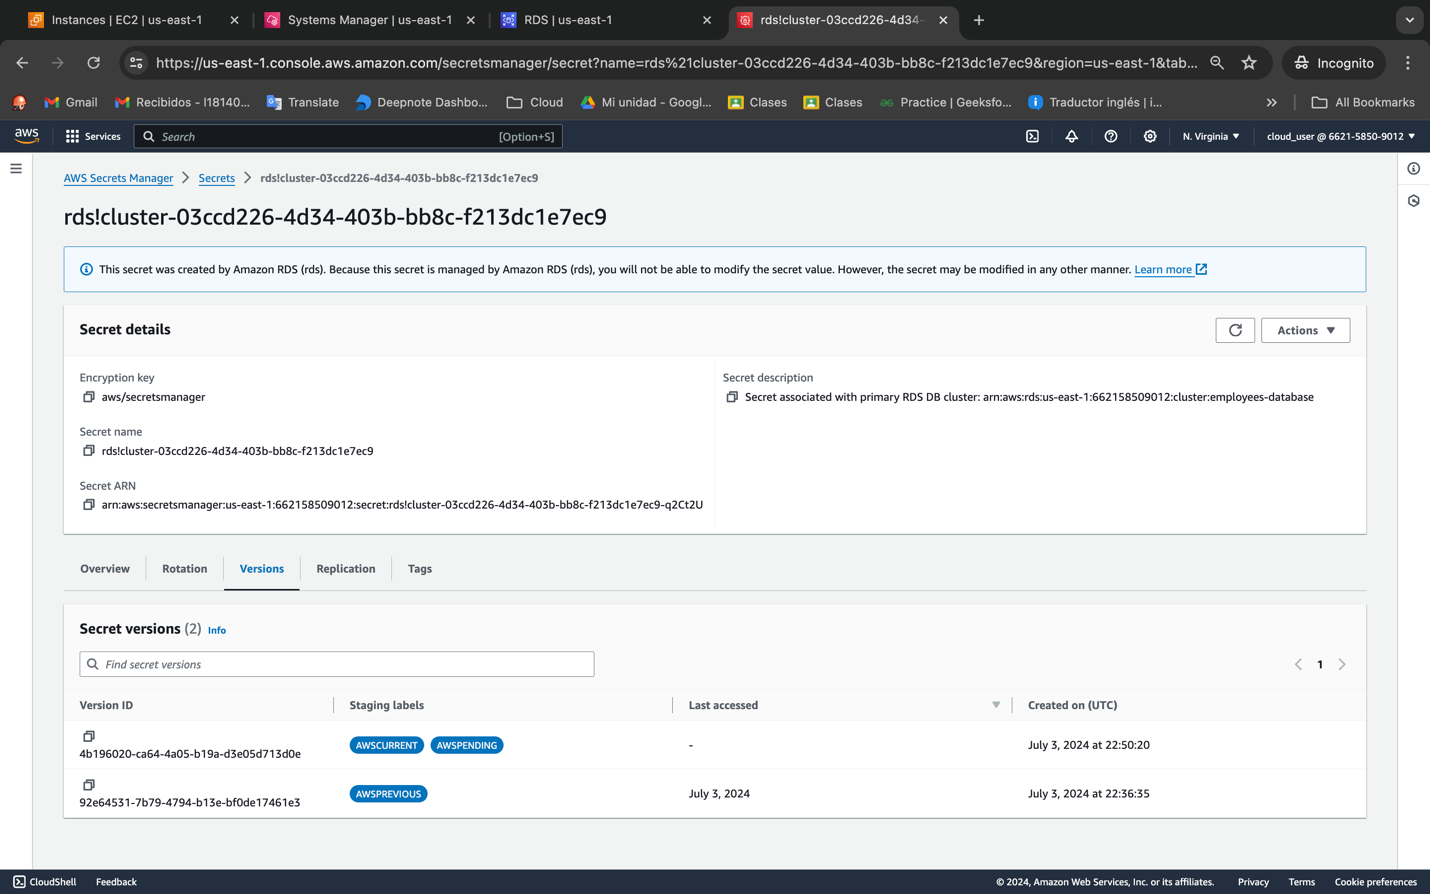 Instances | EC2 | us-east-1
Systems Manager | us-east-1
RDS | us-east-1
rds!cluster-03ccd226-4d34-
https://us-east-1.console.aws.amazon.com/secretsmanager/secret?name=rds%21cluster-03ccd226-4d34-403b-bb8c-f213dc1e7ec9&region=us-east-1&tab...
Incognito
Gmail
Recibidos - l18140...
Translate
Deepnote Dashbo...
Cloud
Mi unidad - Googl...
Clases
Clases
Practice | Geeksfo...
Traductor inglés | i...
All Bookmarks
aws
Services
Search
[Option+S]
N. Virginia
cloud_user @ 6621-5850-9012
AWS Secrets Manager
Secrets
rds!cluster-03ccd226-4d34-403b-bb8c-f213dc1e7ec9
rds!cluster-03ccd226-4d34-403b-bb8c-f213dc1e7ec9
This secret was created by Amazon RDS (rds). Because this secret is managed by Amazon RDS (rds), you will not be able to modify the secret value. However, the secret may be modified in any other manner. Learn more
Secret details
Actions
Encryption key
aws/secretsmanager
Secret description
Secret associated with primary RDS DB cluster: arn:aws:rds:us-east-1:662158509012:cluster:employees-database
Secret name
rds!cluster-03ccd226-4d34-403b-bb8c-f213dc1e7ec9
Secret ARN
arn:aws:secretsmanager:us-east-1:662158509012:secret:rds!cluster-03ccd226-4d34-403b-bb8c-f213dc1e7ec9-q2Ct2U
Overview
Rotation
Versions
Replication
Tags
Secret versions (2) Info
Find secret versions
1
Version ID
Staging labels
Last accessed
Created on (UTC)
4b196020-ca64-4a05-b19a-d3e05d713d0e
AWSCURRENT
AWSPENDING
-
July 3, 2024 at 22:50:20
92e64531-7b79-4794-b13e-bf0de17461e3
AWSPREVIOUS
July 3, 2024
July 3, 2024 at 22:36:35
CloudShell
Feedback
© 2024, Amazon Web Services, Inc. or its affiliates.
Privacy
Terms
Cookie preferences